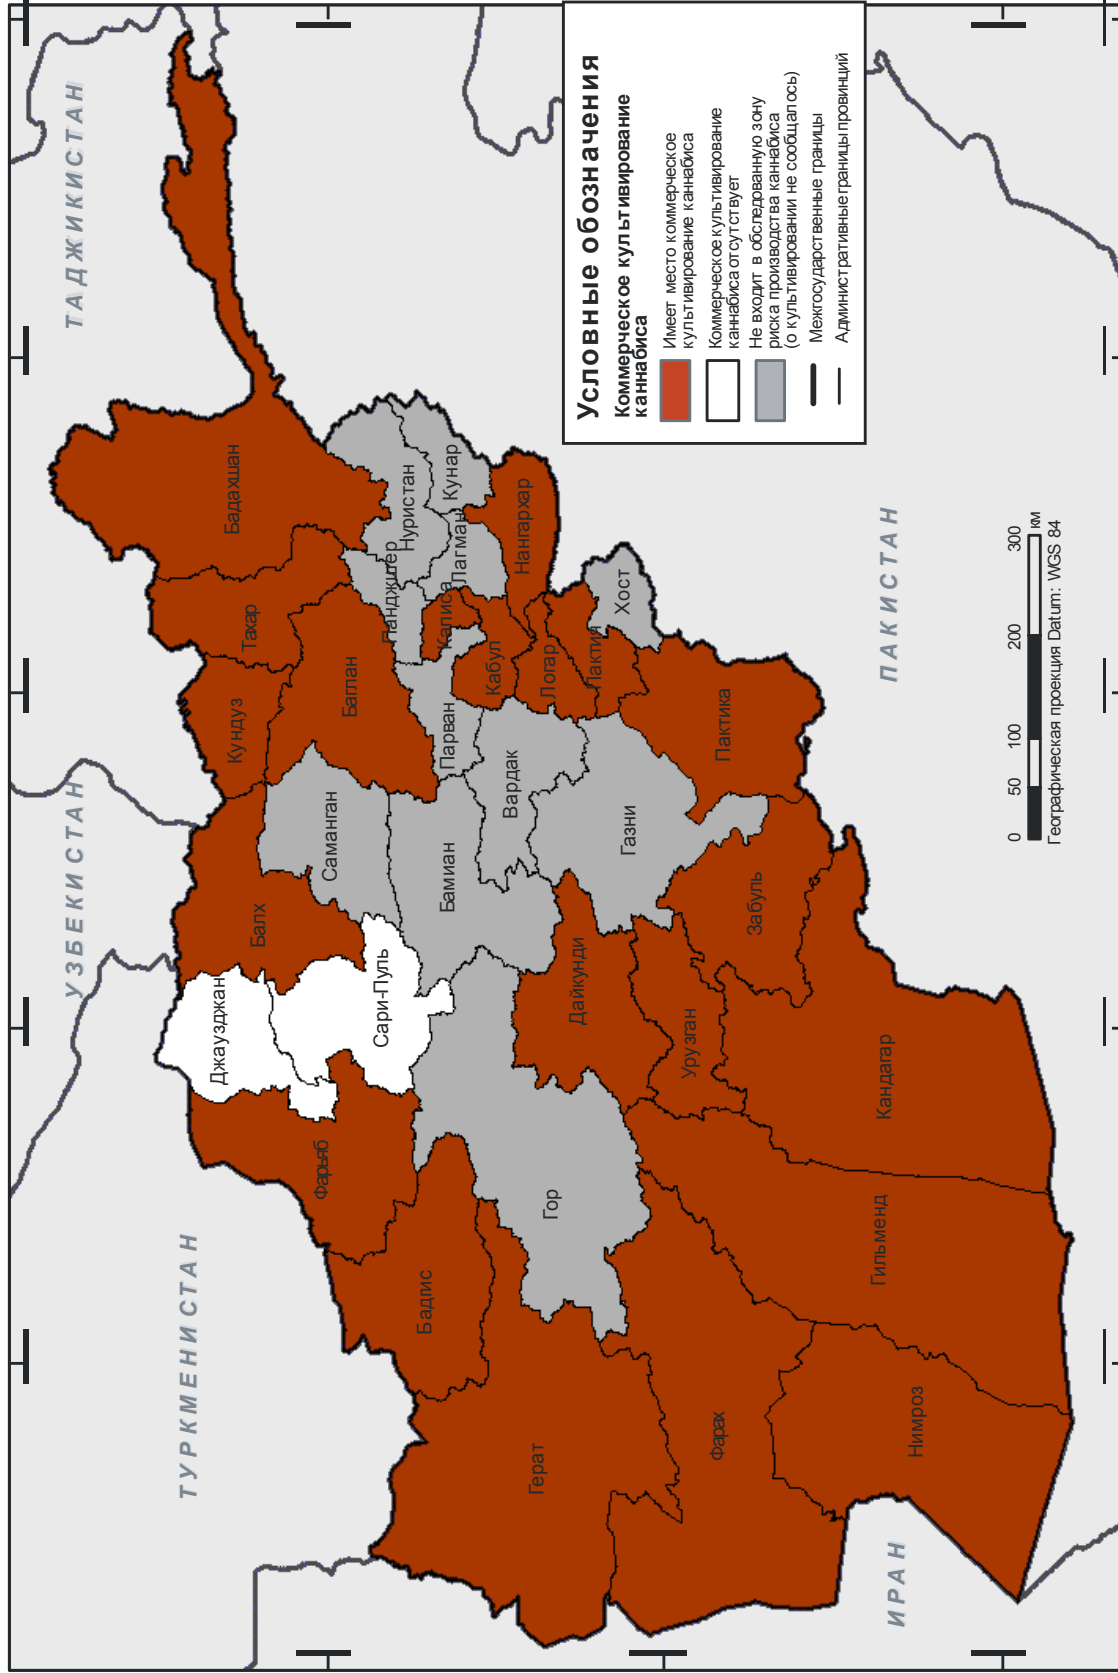 ТАДЖИКИСТАН
УЗБЕКИСТАН
ТУРКМЕНИСТАН
ИРАН
ПАКИСТАН
Бадахшан
Тахар
Кундуз
Баглан
Балх
Джаузджан
Сари-Пуль
Саманган
Фарьяб
Бадгис
Герат
Гор
Бамиан
Парван
Панджшер
Нуристан
Кунар
Лагман
Каписа
Кабул
Нангархар
Вардак
Логар
Пактия
Хост
Газни
Пактика
Дайкунди
Урузган
Забуль
Кандагар
Гильменд
Фарах
Нимроз
Условные обозначения
Коммерческое культивирование
каннабиса
Имеет место коммерческое
культивирование каннабиса
Коммерческое культивирование
каннабиса отсутствует
Не входит в обследованную зону
риска производства каннабиса
(о культивировании не сообщалось)
Межгосударственные границы
Административные границы провинций
0 50 100 200 300
км
Географическая проекция Datum: WGS 84